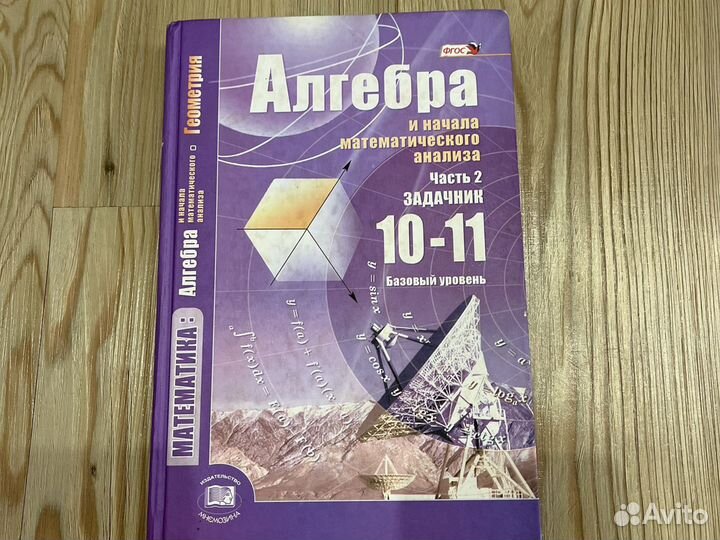 ФГОС
Алгебра
и начала
математического
анализа
Часть 2
ЗАДАЧНИК
10-11
Базовый уровень
y = sin x
y = cos x
y = f(a) + f'(a)(x
log
y = a
МАТЕМАТИКА:
Алгебра
и начала
математического
анализа
Геометрия
ИЗДАТЕЛЬСТВО
МНЕМОЗИНА
Avito